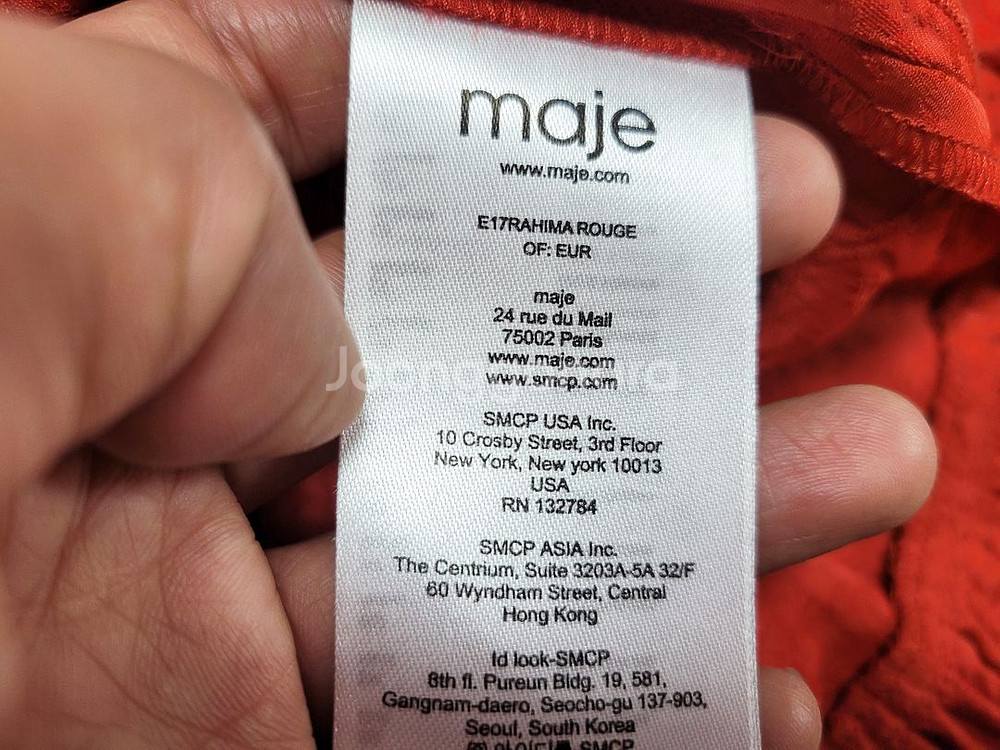 maje
www.maje.com
E17RAHIMA ROUGE
OF: EUR
maje
24 rue du Mail
75002 Paris
www.maje.com
www.smcp.com
SMCP USA Inc.
10 Crosby Street, 3rd Floor
New York, New york 10013
USA
RN 132784
SMCP ASIA Inc.
The Centrium, Suite 3203A-5A 32/F
60 Wyndham Street, Central
Hong Kong
Id look-SMCP
8th fl. Pureun Bldg. 19, 581,
Gangnam-daero, Seocho-gu 137-903,
Seoul, South Korea
SMCP